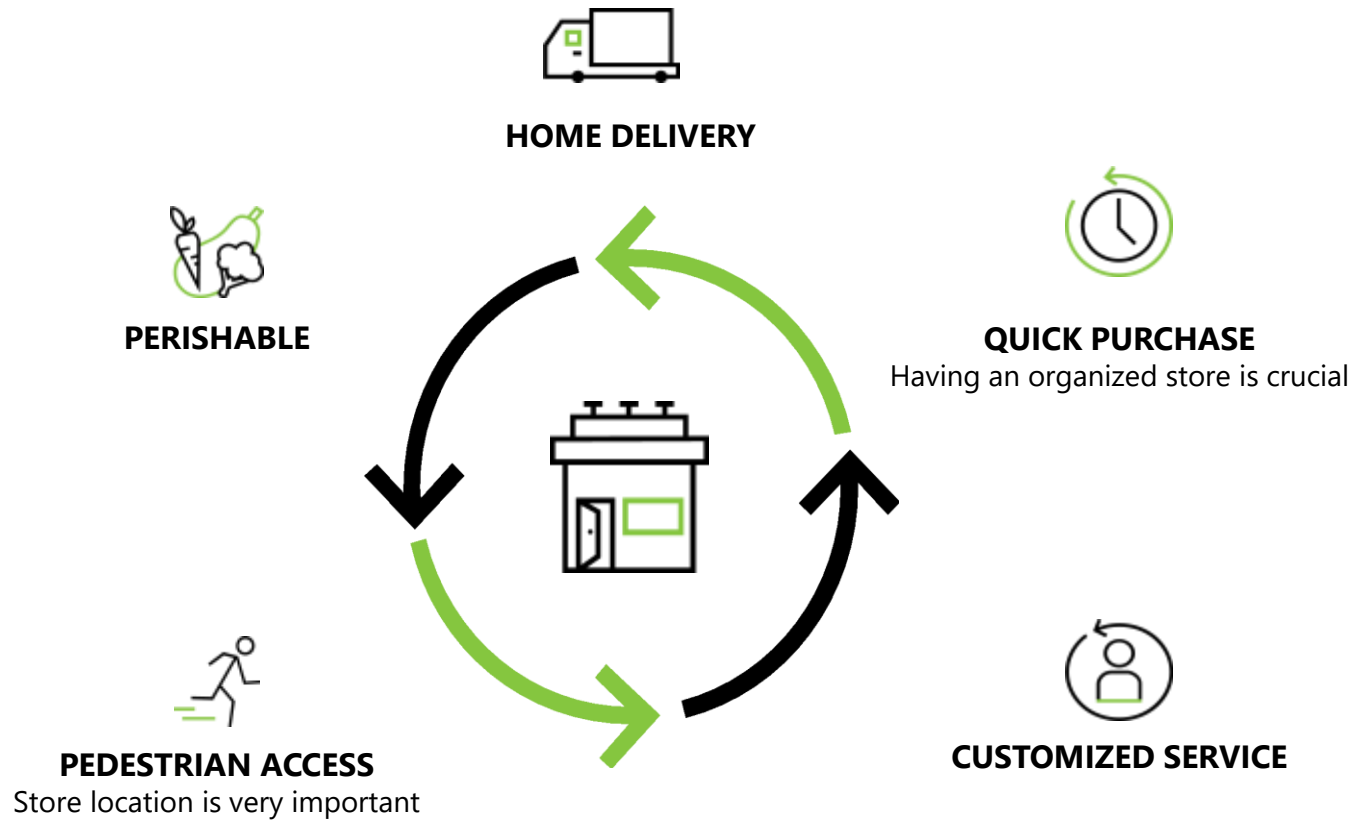 HOME DELIVERY
PERISHABLE
QUICK PURCHASE
Having an organized store is crucial
PEDESTRIAN ACCESS
Store location is very important
CUSTOMIZED SERVICE